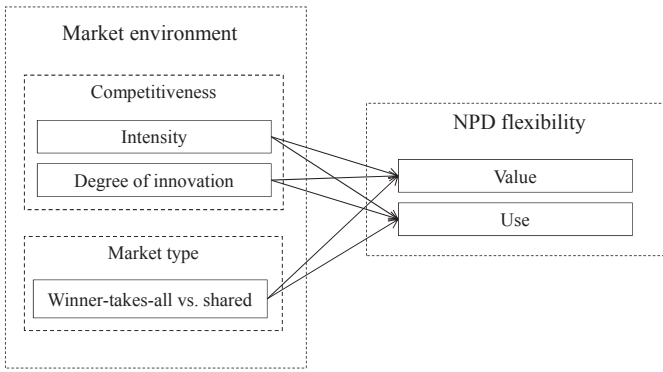 Market environment
Competitiveness
Intensity
Degree of innovation
Market type
Winner-takes-all vs. shared
NPD flexibility
Value
Use